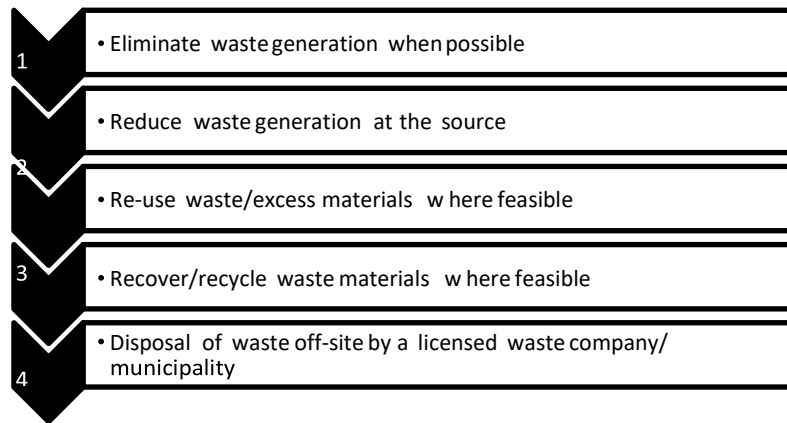 1
• Eliminate waste generation when possible
2
• Reduce waste generation at the source
• Re-use waste/excess materials w here feasible
3
• Recover/recycle waste materials w here feasible
4
• Disposal of waste off-site by a licensed waste company/
municipality